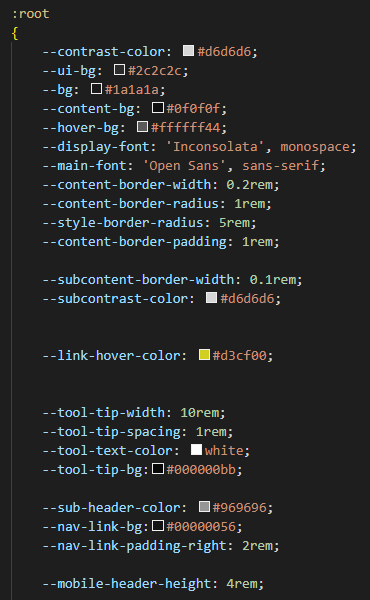 :root
{
--contrast-color: #d6d6d6;
--ui-bg: #2c2c2c;
--bg: #1a1a1a;
--content-bg: #0f0f0f;
--hover-bg: #ffffff44;
--display-font: 'Inconsolata', monospace;
--main-font: 'Open Sans', sans-serif;
--content-border-width: 0.2rem;
--content-border-radius: 1rem;
--style-border-radius: 5rem;
--content-border-padding: 1rem;
--subcontent-border-width: 0.1rem;
--subcontrast-color: #d6d6d6;
--link-hover-color: #d3cf00;
--tool-tip-width: 10rem;
--tool-tip-spacing: 1rem;
--tool-text-color: white;
--tool-tip-bg:#000000bb;
--sub-header-color: #969696;
--nav-link-bg:#00000056;
--nav-link-padding-right: 2rem;
--mobile-header-height: 4rem;